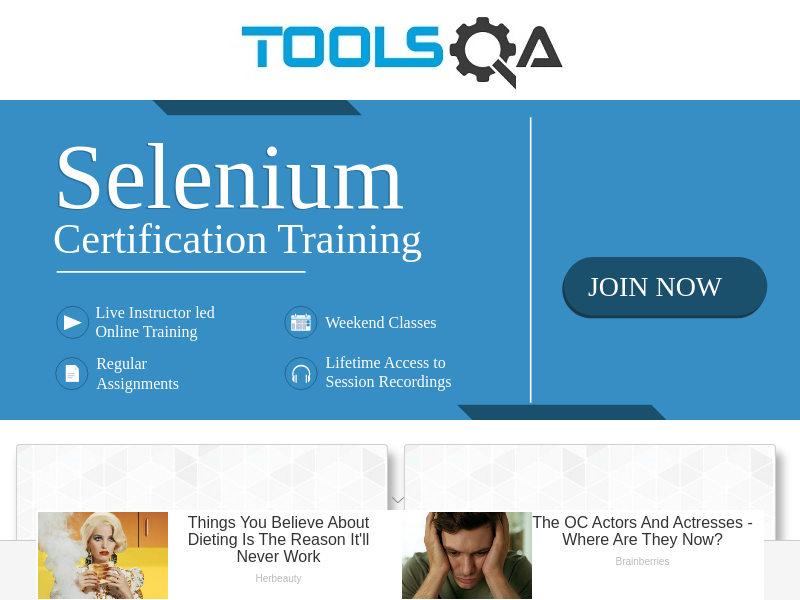 TOOLSQA
Selenium
Certification Training
JOIN NOW
Live Instructor led
Online Training
Weekend Classes
Regular
Assignments
Lifetime Access to
Session Recordings
Things You Believe About
Dieting Is The Reason It'll
Never Work
Herbeauty
The OC Actors And Actresses -
Where Are They Now?
Brainberries